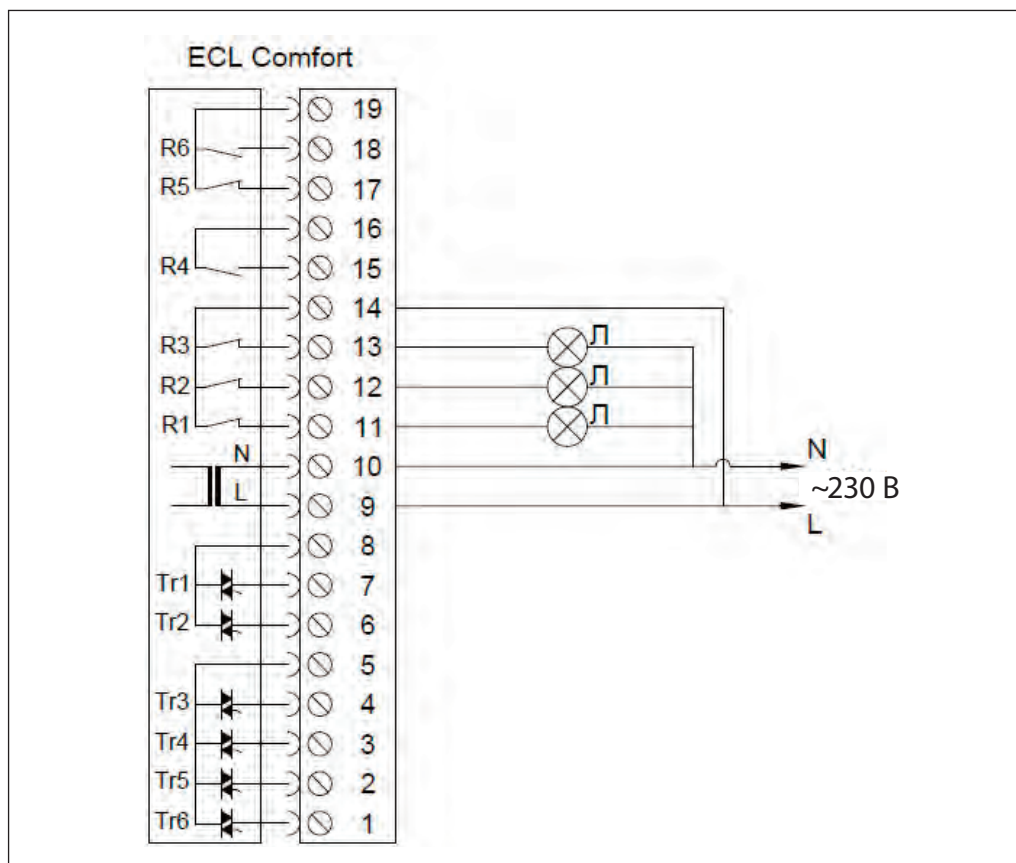 ECL Comfort
19
R6 18
R5 17
16
R4 15
14
R3 13 Л
R2 12 Л
R1 11 Л
N 10 N
~230 В
L 9 L
8
Tr1 7
Tr2 6
5
Tr3 4
Tr4 3
Tr5 2
Tr6 1